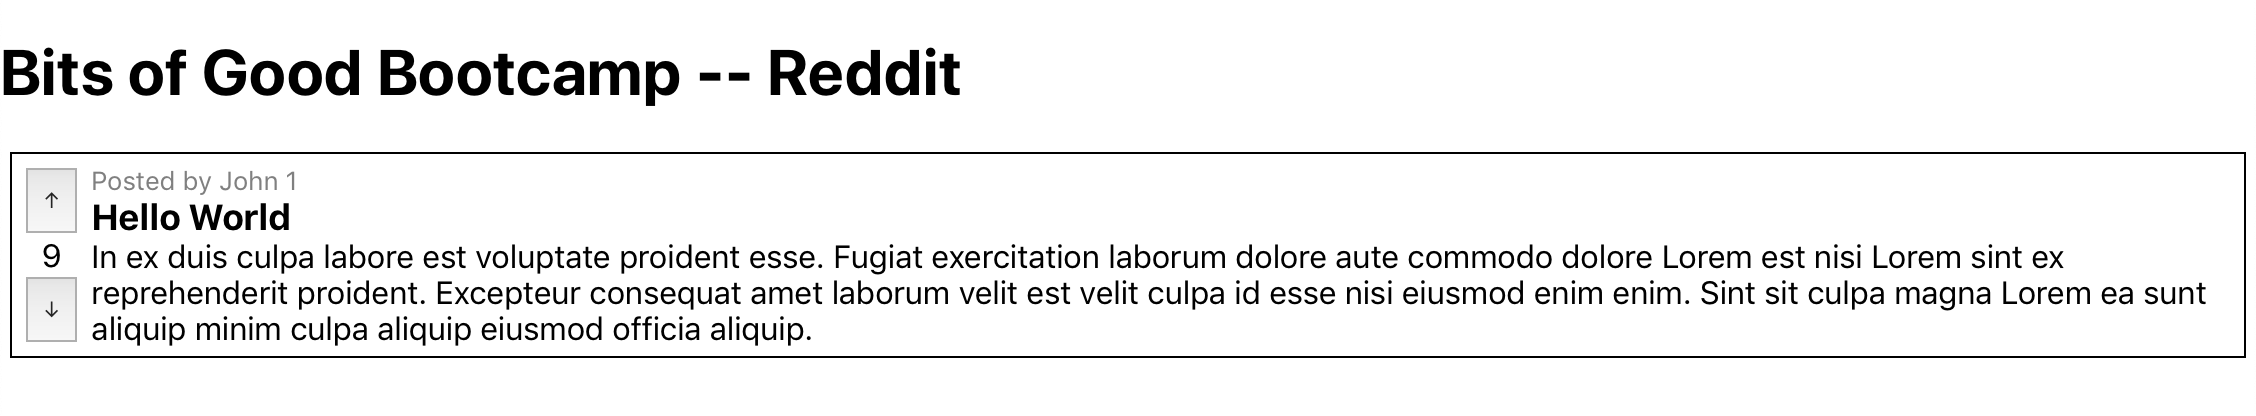 Bits of Good Bootcamp -- Reddit
↑
Posted by John 1
Hello World
9
In ex duis culpa labore est voluptate proident esse. Fugiat exercitation laborum dolore aute commodo dolore Lorem est nisi Lorem sint ex
reprehenderit proident. Excepteur consequat amet laborum velit est velit culpa id esse nisi eiusmod enim enim. Sint sit culpa magna Lorem ea sunt
↓
aliquip minim culpa aliquip eiusmod officia aliquip.